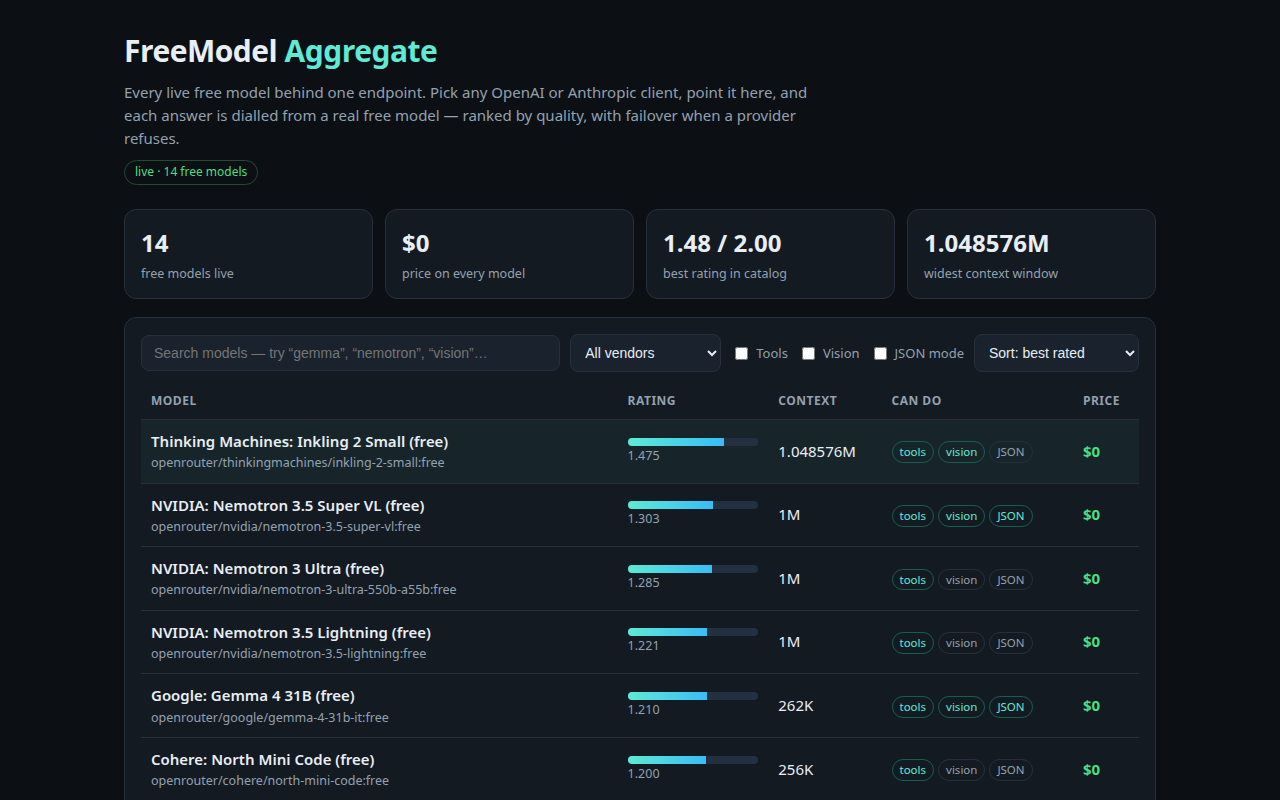 FreeModel Aggregate
Every live free model behind one endpoint. Pick any OpenAI or Anthropic client, point it here, and
each answer is dialled from a real free model — ranked by quality, with failover when a provider
refuses.
live · 14 free models
14
free models live
$0
price on every model
1.48 / 2.00
best rating in catalog
1.048576M
widest context window
Search models — try “gemma”, “nemotron”, “vision”…
All vendors
Tools
Vision
JSON mode
Sort: best rated
MODEL RATING CONTEXT CAN DO PRICE
Thinking Machines: Inkling 2 Small (free)
openrouter/thinkingmachines/inkling-2-small:free
1.475
1.048576M
tools vision JSON
$0
NVIDIA: Nemotron 3.5 Super VL (free)
openrouter/nvidia/nemotron-3.5-super-vl:free
1.303
1M
tools vision JSON
$0
NVIDIA: Nemotron 3 Ultra (free)
openrouter/nvidia/nemotron-3-ultra-550b-a55b:free
1.285
1M
tools vision JSON
$0
NVIDIA: Nemotron 3.5 Lightning (free)
openrouter/nvidia/nemotron-3.5-lightning:free
1.221
1M
tools vision JSON
$0
Google: Gemma 4 31B (free)
openrouter/google/gemma-4-31b-it:free
1.210
262K
tools vision JSON
$0
Cohere: North Mini Code (free)
openrouter/cohere/north-mini-code:free
1.200
256K
tools vision JSON
$0